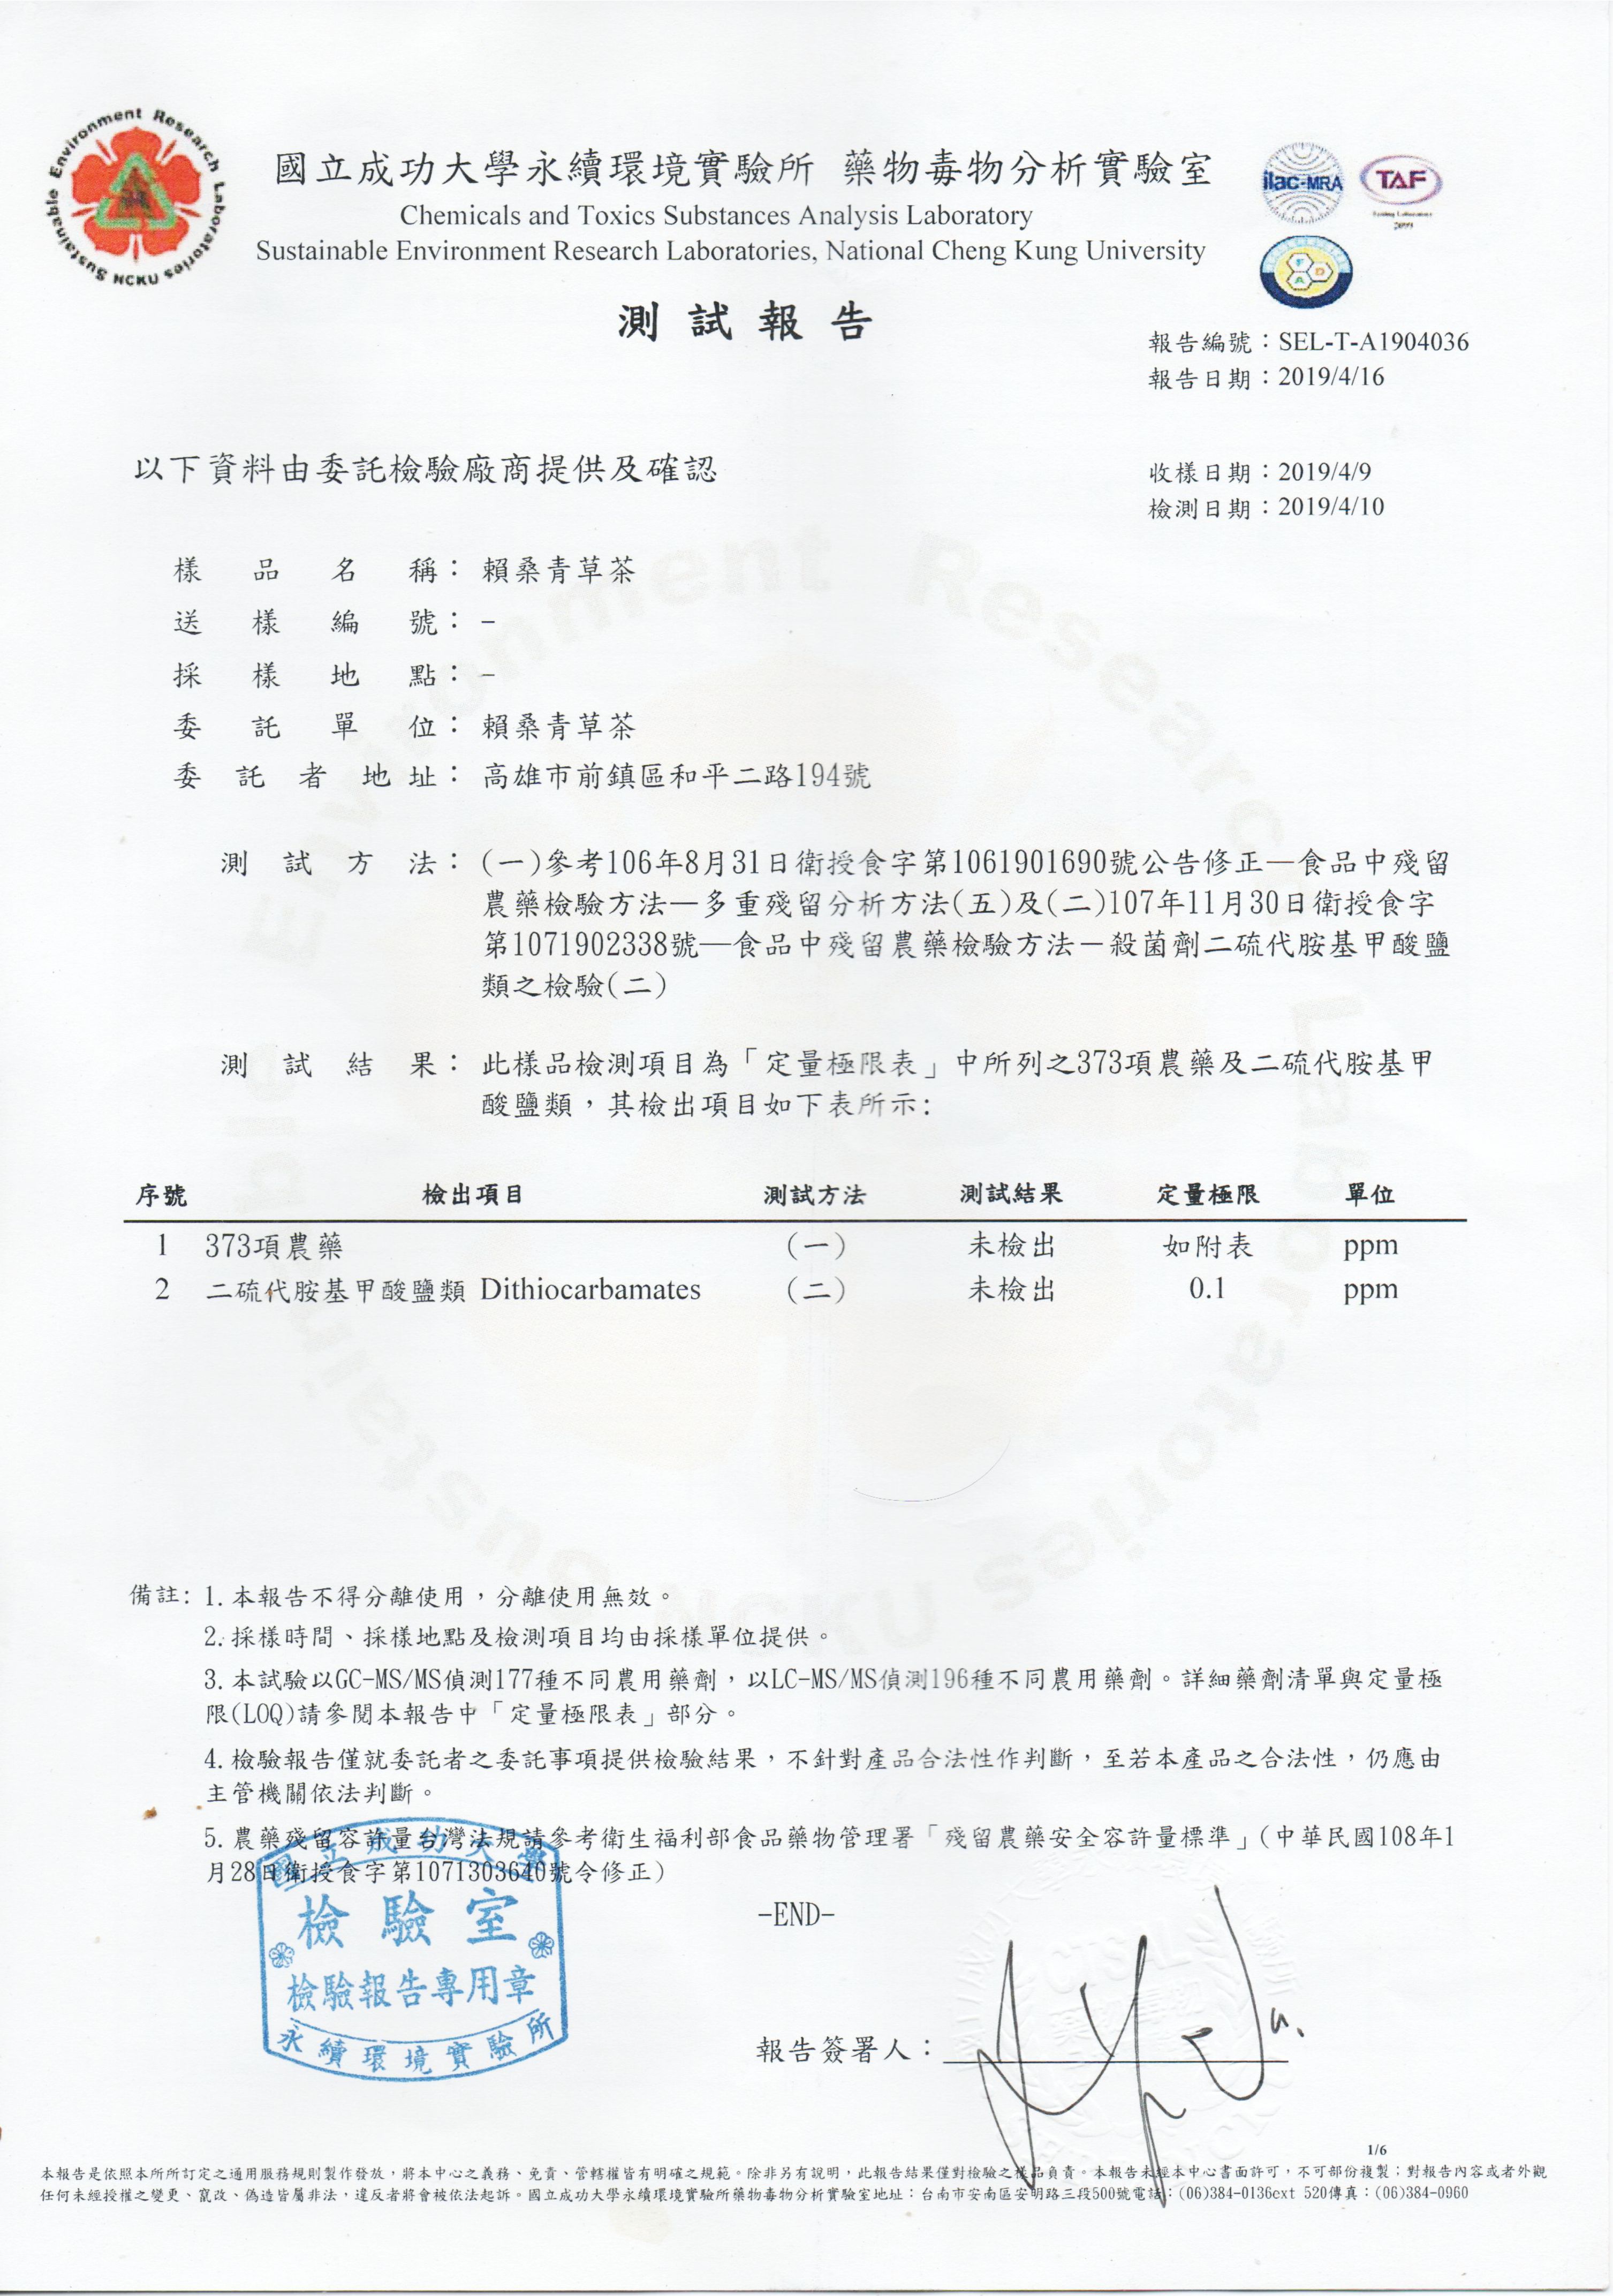 Sustainable Environment Research Laboratories NCKU
國立成功大學永續環境實驗所 藥物毒物分析實驗室
ilac-MRA
TAF
Testing Laboratory
Chemicals and Toxics Substances Analysis Laboratory
Sustainable Environment Research Laboratories, National Cheng Kung University
FDA
測試報告
報告編號：SEL-T-A1904036
報告日期：2019/4/16
以下資料由委託檢驗廠商提供及確認
收樣日期：2019/4/9
檢測日期：2019/4/10
樣品名稱：賴桑青草茶
送樣編號：－
採樣地點：－
委託單位：賴桑青草茶
委託者地址：高雄市前鎮區和平二路194號
測試方法：(一)參考106年8月31日衛授食字第1061901690號公告修正—食品中殘留
農藥檢驗方法—多重殘留分析方法(五)及(二)107年11月30日衛授食字
第1071902338號—食品中殘留農藥檢驗方法－殺菌劑二硫代胺基甲酸鹽
類之檢驗(二)
測試結果：此樣品檢測項目為「定量極限表」中所列之373項農藥及二硫代胺基甲
酸鹽類，其檢出項目如下表所示:
序號 檢出項目 測試方法 測試結果 定量極限 單位
1 373項農藥 (一) 未檢出 如附表 ppm
2 二硫代胺基甲酸鹽類 Dithiocarbamates (二) 未檢出 0.1 ppm
備註: 1.本報告不得分離使用，分離使用無效。
2.採樣時間、採樣地點及檢測項目均由採樣單位提供。
3.本試驗以GC-MS/MS偵測177種不同農用藥劑，以LC-MS/MS偵測196種不同農用藥劑。詳細藥劑清單與定量極
限(LOQ)請參閱本報告中「定量極限表」部分。
4.檢驗報告僅就委託者之委託事項提供檢驗結果，不針對產品合法性作判斷，至若本產品之合法性，仍應由
主管機關依法判斷。
5.農藥殘留容許量台灣法規請參考衛生福利部食品藥物管理署「殘留農藥安全容許量標準」(中華民國108年1
月28日衛授食字第1071303640號令修正)
-END-
國立成功大學
檢驗室
檢驗報告專用章
永續環境實驗所
報告簽署人：
1/6
本報告是依照本所所訂定之通用服務規則製作發放，將本中心之義務、免責、管轄權皆有明確之規範。除非另有說明，此報告結果僅對檢驗之樣品負責。本報告未經本中心書面許可，不可部份複製；對報告內容或者外觀
任何未經授權之變更、竄改、偽造皆屬非法，違反者將會被依法起訴。國立成功大學永續環境實驗所藥物毒物分析實驗室地址：台南市安南區安明路三段500號電話：(06)384-0136ext 520傳真：(06)384-0960